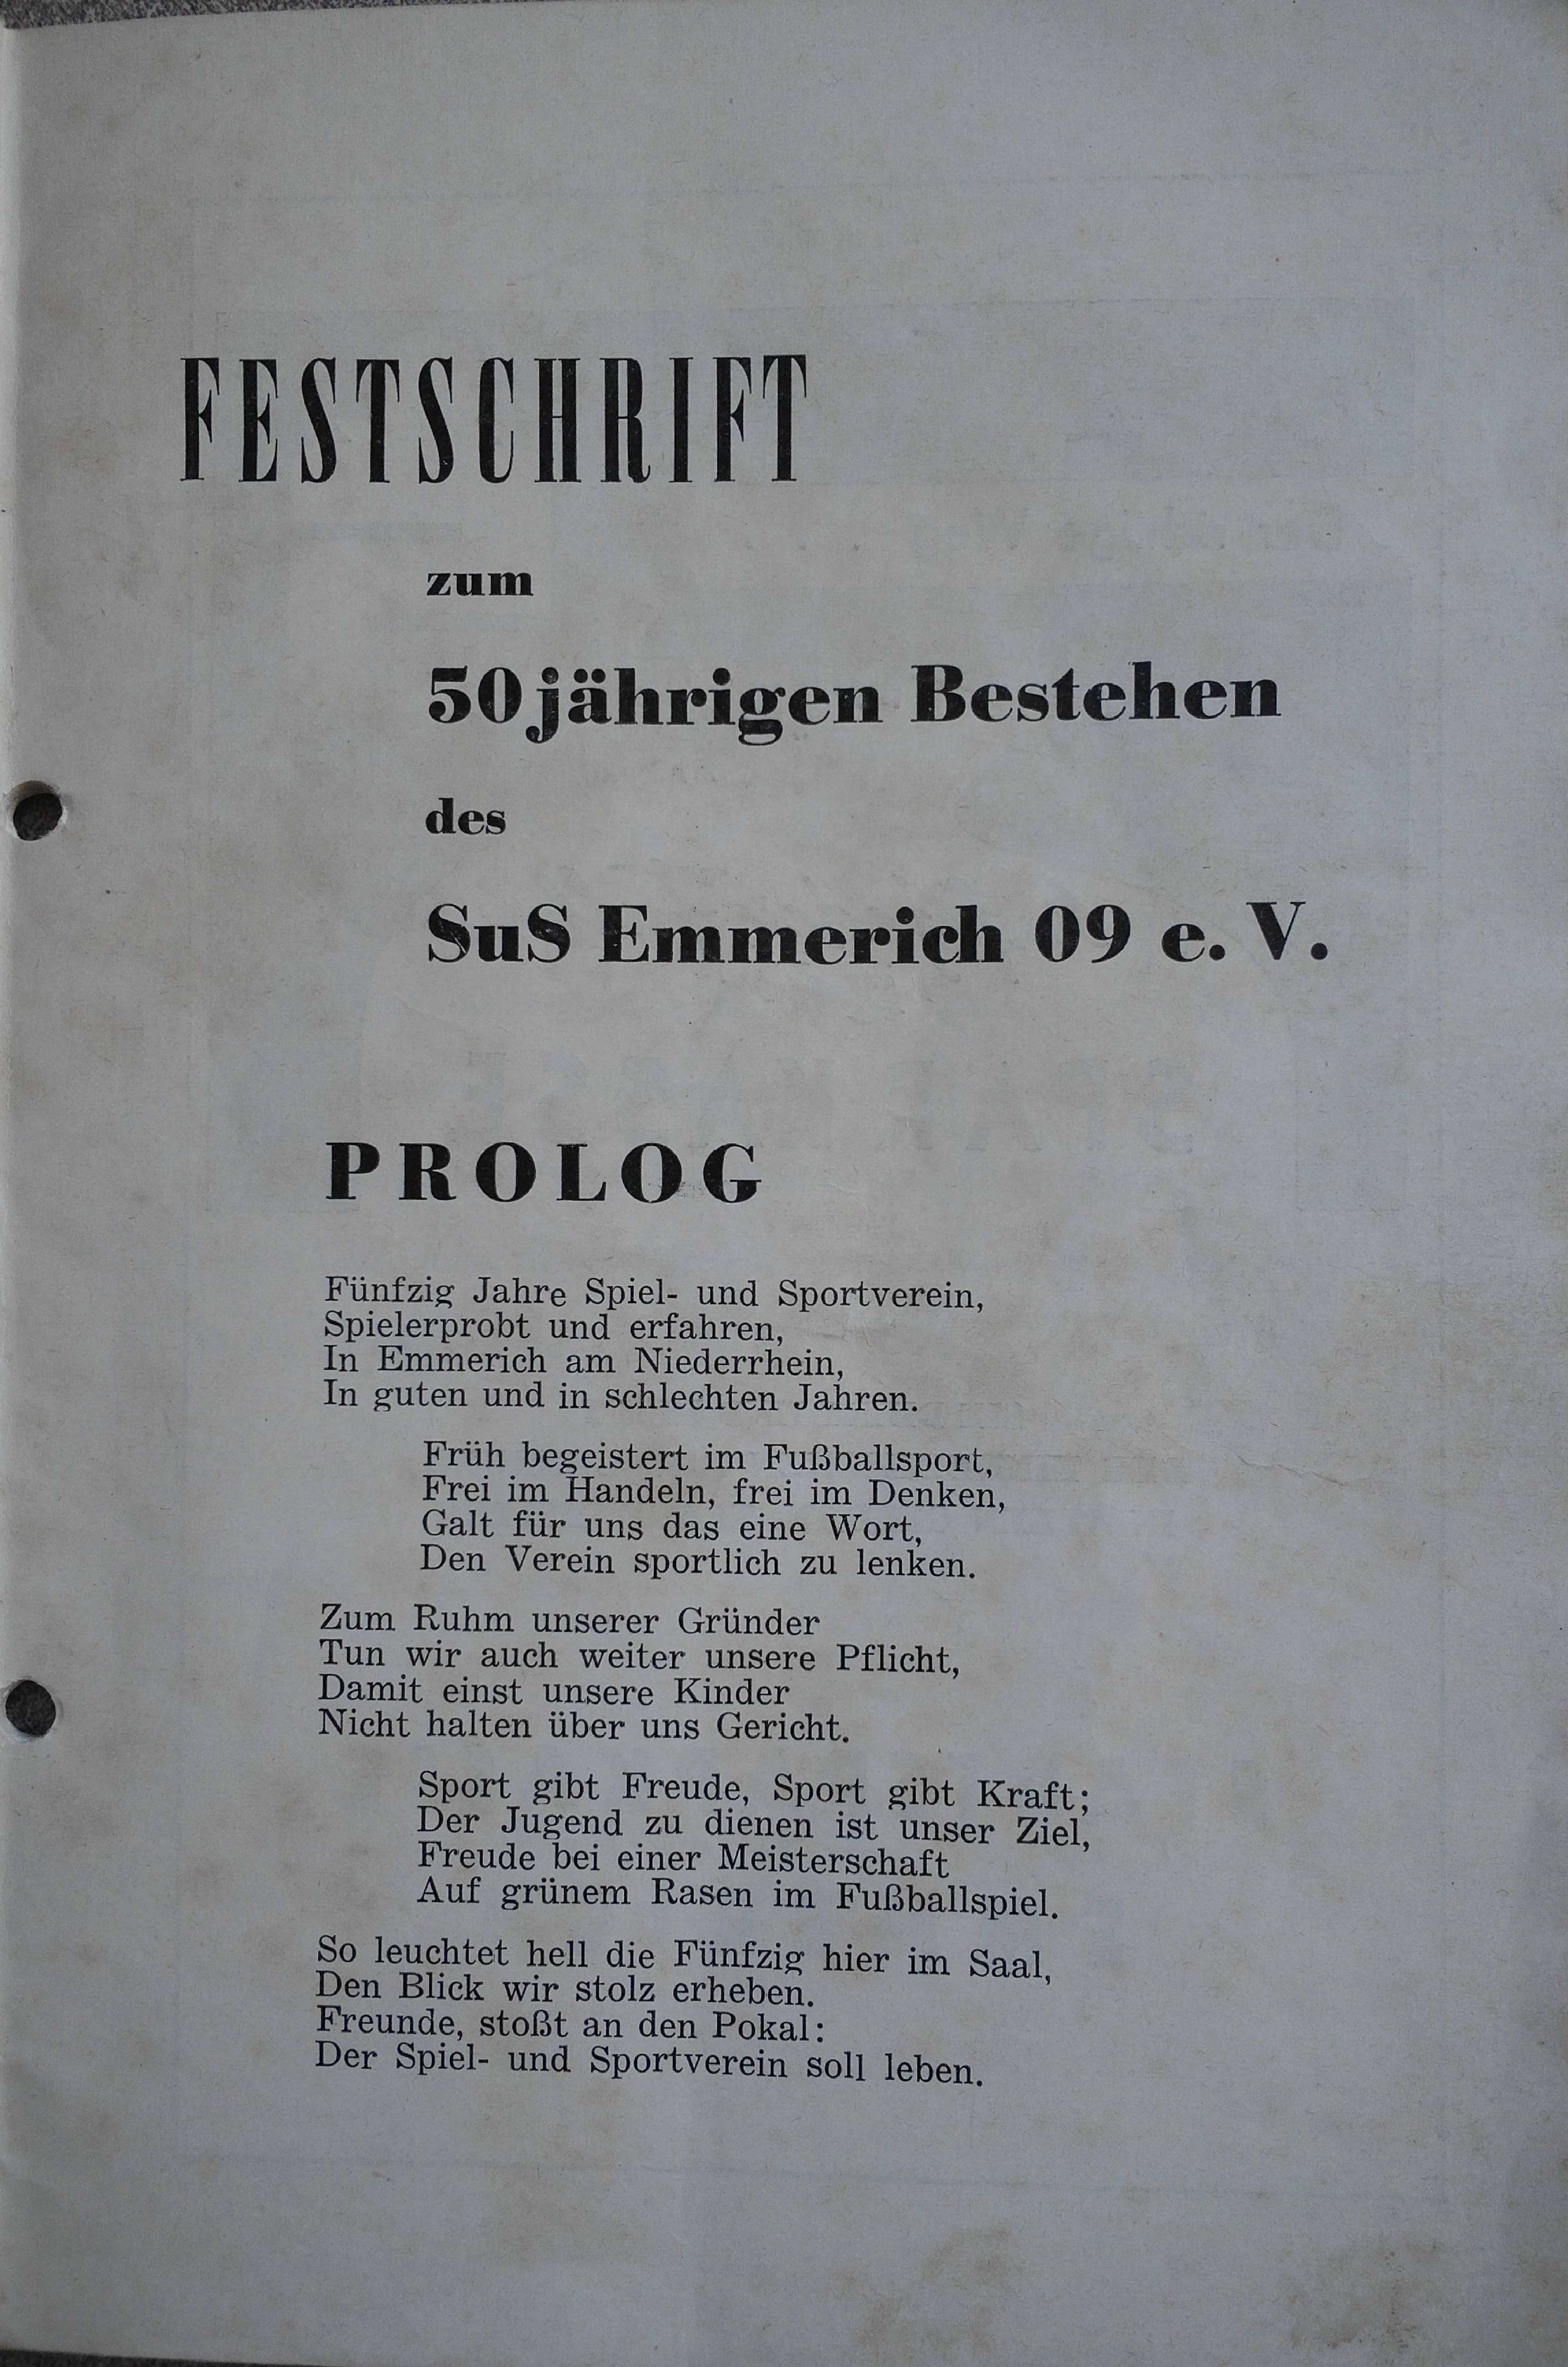 FESTSCHRIFT
zum
50jährigen Bestehen
des
SuS Emmerich 09 e. V.
PROLOG
Fünfzig Jahre Spiel- und Sportverein,
Spielerprobt und erfahren,
In Emmerich am Niederrhein,
In guten und in schlechten Jahren.
Früh begeistert im Fußballsport,
Frei im Handeln, frei im Denken,
Galt für uns das eine Wort,
Den Verein sportlich zu lenken.
Zum Ruhm unserer Gründer
Tun wir auch weiter unsere Pflicht,
Damit einst unsere Kinder
Nicht halten über uns Gericht.
Sport gibt Freude, Sport gibt Kraft;
Der Jugend zu dienen ist unser Ziel,
Freude bei einer Meisterschaft
Auf grünem Rasen im Fußballspiel.
So leuchtet hell die Fünfzig hier im Saal,
Den Blick wir stolz erheben.
Freunde, stoßt an den Pokal:
Der Spiel- und Sportverein soll leben.